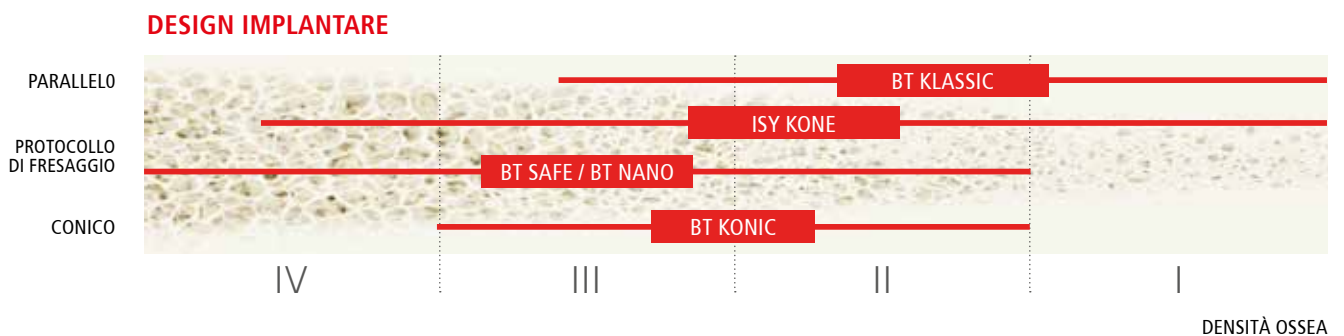 DESIGN IMPLANTARE
PARALLEL0
BT KLASSIC
ISY KONE
PROTOCOLLO
DI FRESAGGIO
BT SAFE / BT NANO
CONICO
BT KONIC
IV
III
II
I
DENSITÀ OSSEA